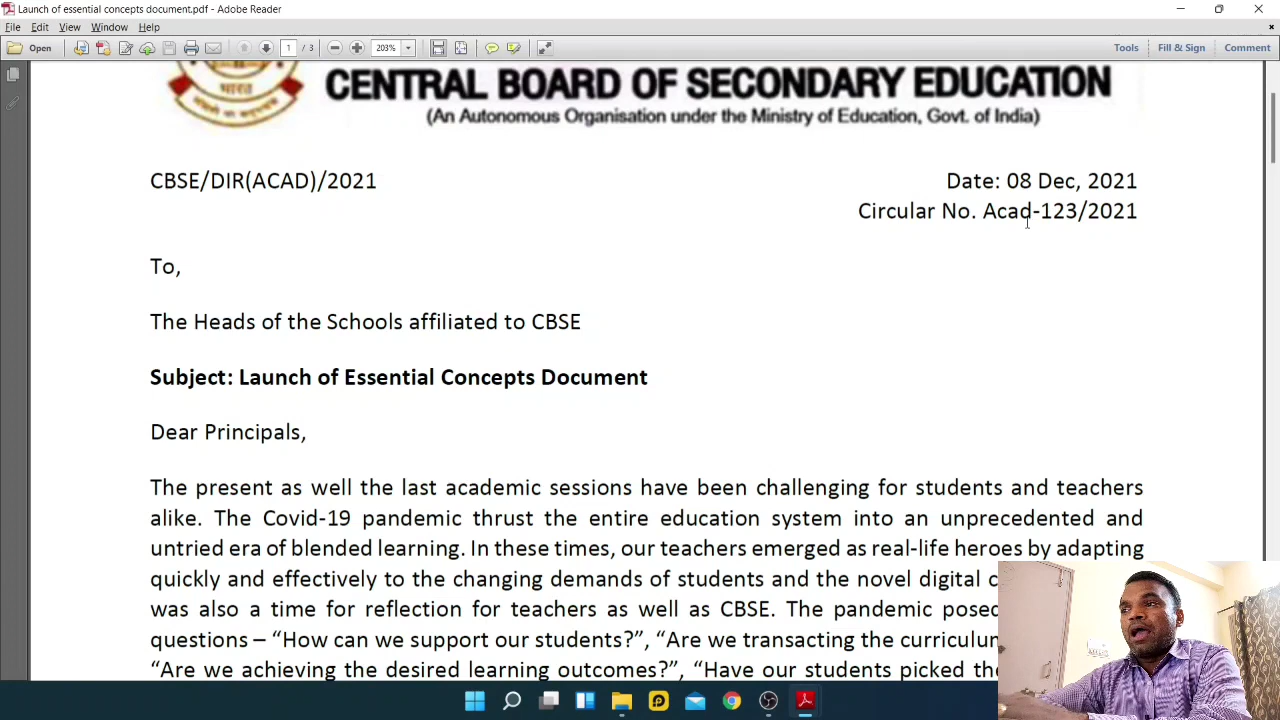 Launch of essential concepts document.pdf - Adobe Reader
File Edit View Window Help
Open 1 / 3 203% Tools Fill & Sign Comment
भारत
CENTRAL BOARD OF SECONDARY EDUCATION
(An Autonomous Organisation under the Ministry of Education, Govt. of India)
CBSE/DIR(ACAD)/2021 Date: 08 Dec, 2021
Circular No. Acad-123/2021
To,
The Heads of the Schools affiliated to CBSE
Subject: Launch of Essential Concepts Document
Dear Principals,
The present as well the last academic sessions have been challenging for students and teachers
alike. The Covid-19 pandemic thrust the entire education system into an unprecedented and
untried era of blended learning. In these times, our teachers emerged as real-life heroes by adapting
quickly and effectively to the changing demands of students and the novel digital
was also a time for reflection for teachers as well as CBSE. The pandemic posed
questions – “How can we support our students?”, “Are we transacting the curriculum
“Are we achieving the desired learning outcomes?”, “Have our students picked the